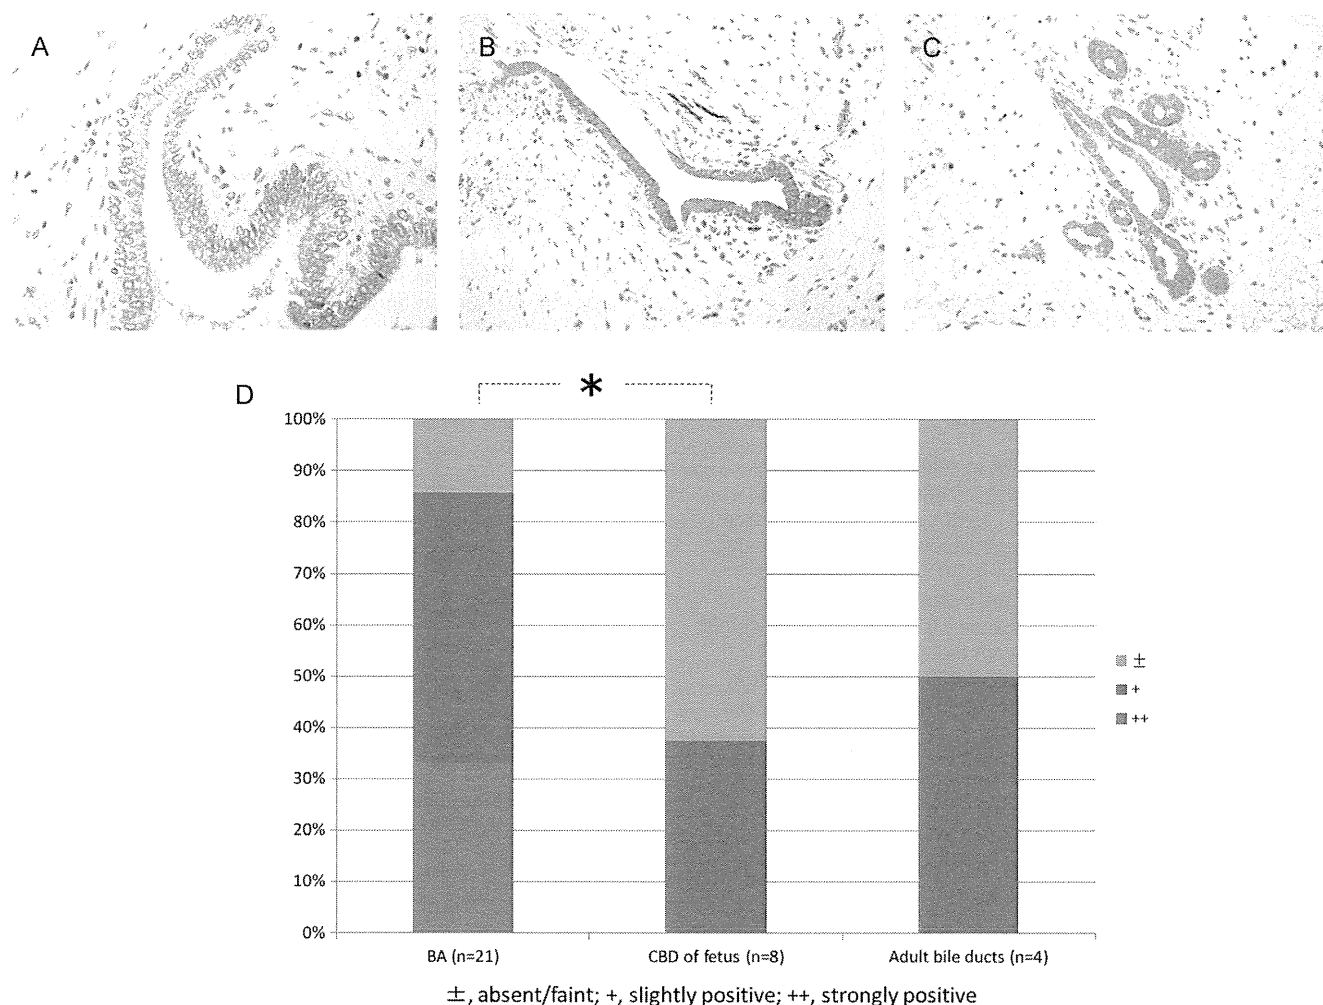 A
B
C
D
*
100%
90%
80%
70%
60%
50%
40%
30%
20%
10%
0%
BA (n=21)
CBD of fetus (n=8)
Adult bile ducts (n=4)
±
+
++
±, absent/faint; +, slightly positive; ++, strongly positive